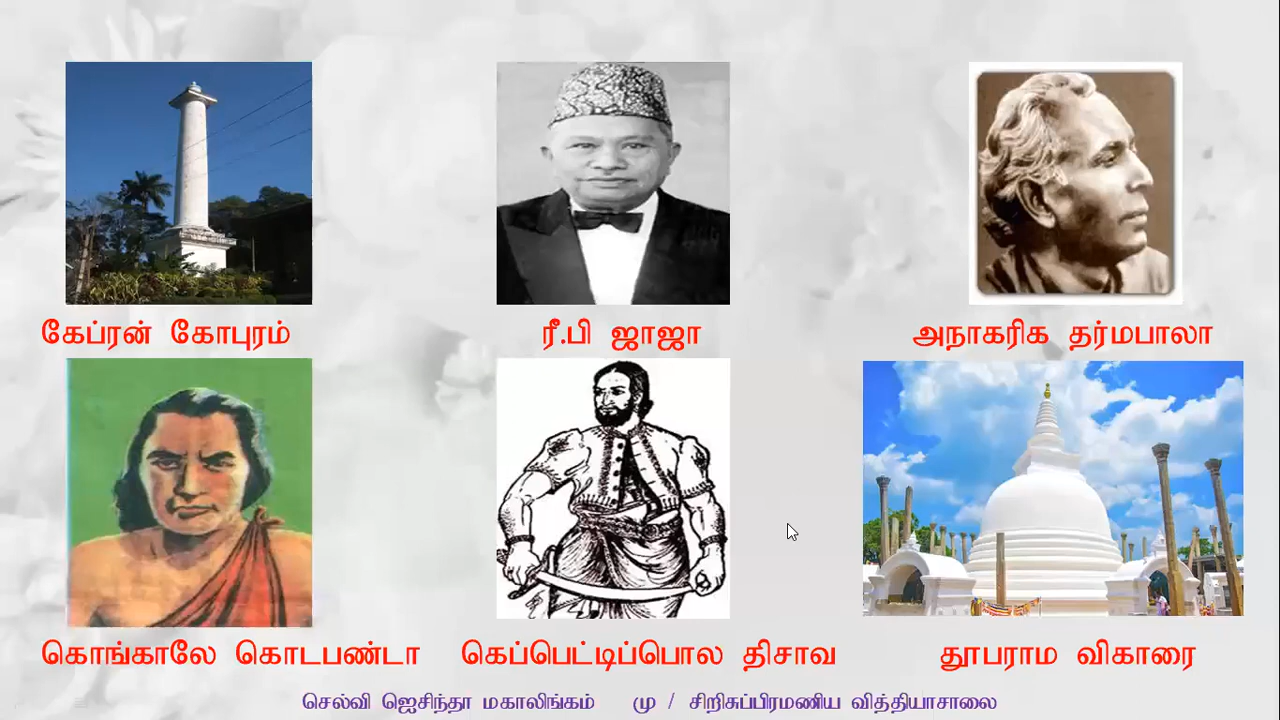 கேப்ரன் கோபுரம்
ரீ.பி ஜாஜா
அநாகரிக தர்மபாலா
கொங்காலே கொடபண்டா
கெப்பெட்டிப்பொல திசாவ
தூபராம விகாரை
செல்வி ஜெசிந்தா மகாலிங்கம் மு / சிறிசுப்பிரமணிய வித்தியாசாலை